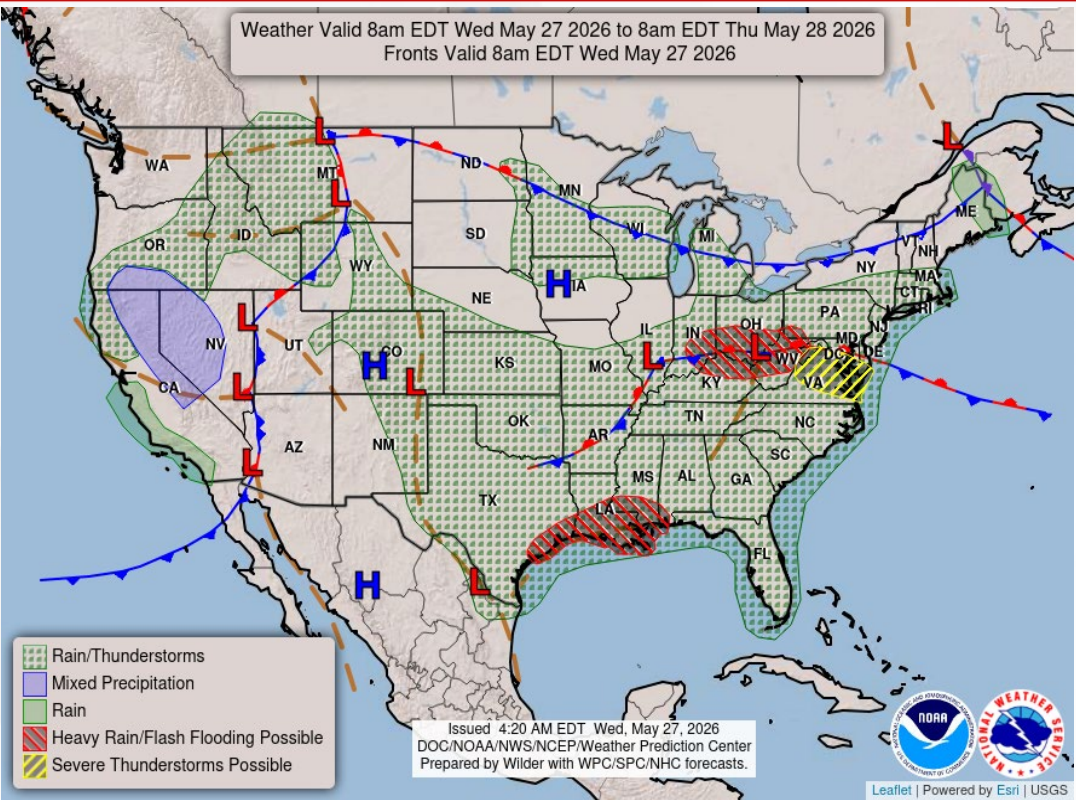 Weather Valid 8am EDT Wed May 27 2026 to 8am EDT Thu May 28 2026
Fronts Valid 8am EDT Wed May 27 2026
L
L
WA
MT
ND
MN
L
ME
OR
ID
WY
SD
WI
MI
VT
NH
NY
MA
CT
RI
H
IA
NE
L
NV
UT
CO
H
L
KS
MO
IL
L
IN
OH
L
PA
NJ
MD
DE
DC
WV
VA
KY
CA
L
AZ
NM
OK
AR
TN
NC
SC
L
TX
LA
MS
AL
GA
FL
H
L
Rain/Thunderstorms
Mixed Precipitation
Rain
Heavy Rain/Flash Flooding Possible
Severe Thunderstorms Possible
Issued 4:20 AM EDT Wed, May 27, 2026
DOC/NOAA/NWS/NCEP/Weather Prediction Center
Prepared by Wilder with WPC/SPC/NHC forecasts.
NOAA
NATIONAL WEATHER SERVICE
Leaflet | Powered by Esri | USGS